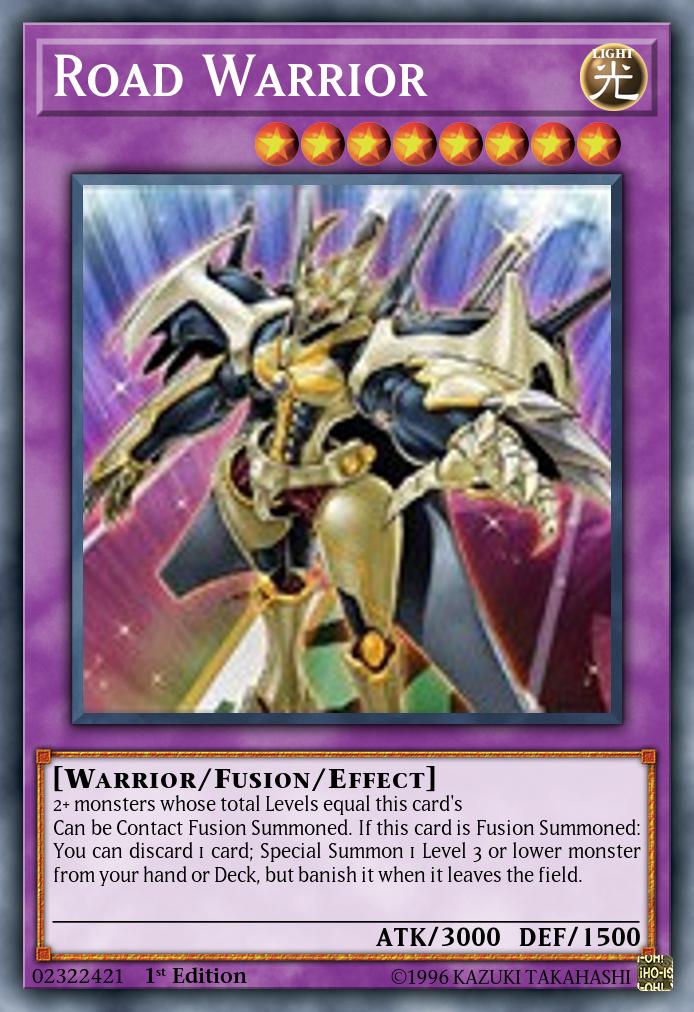 ROAD WARRIOR
LIGHT
光
[WARRIOR/FUSION/EFFECT]
2+ monsters whose total Levels equal this card's
Can be Contact Fusion Summoned. If this card is Fusion Summoned:
You can discard 1 card; Special Summon 1 Level 3 or lower monster
from your hand or Deck, but banish it when it leaves the field.
ATK/3000 DEF/1500
02322421 1st Edition ©1996 KAZUKI TAKAHASHI